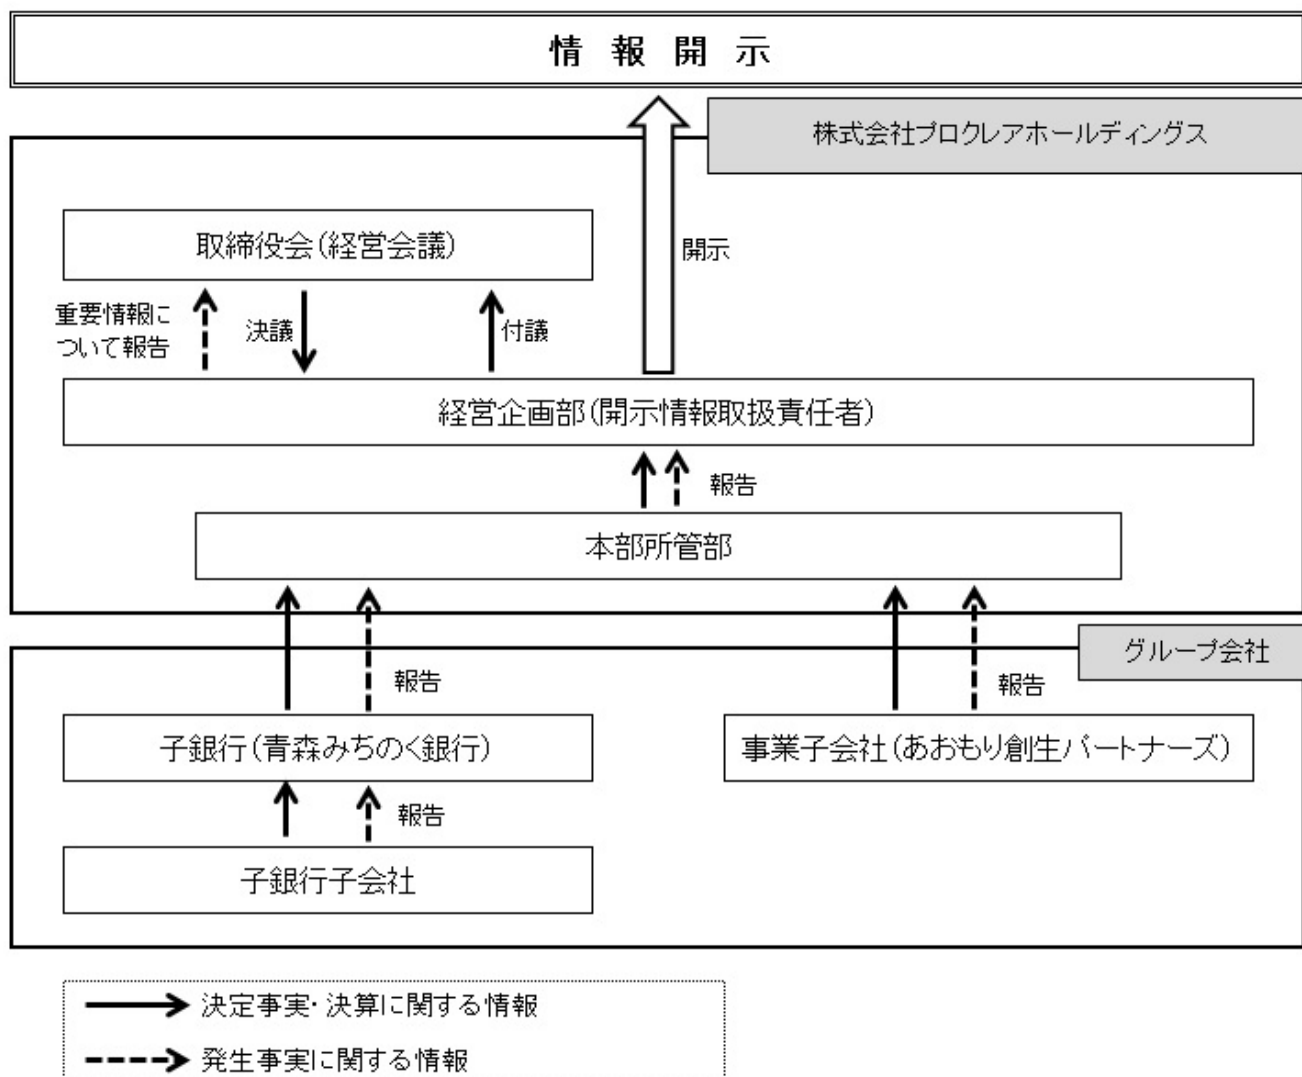 情報開示
株式会社プロクレアホールディングス
取締役会(経営会議)
開示
重要情報に
ついて報告
決議
付議
経営企画部(開示情報取扱責任者)
報告
本部所管部
グループ会社
報告
報告
子銀行(青森みちのく銀行)
事業子会社(あおもり創生パートナーズ)
報告
子銀行子会社
決定事実・決算に関する情報
発生事実に関する情報